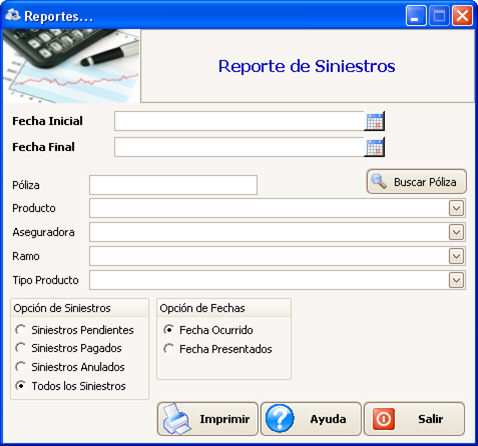 Reportes...
Reporte de Siniestros
Fecha Inicial
Fecha Final
Póliza
Buscar Póliza
Producto
Aseguradora
Ramo
Tipo Producto
Opción de Siniestros
Siniestros Pendientes
Siniestros Pagados
Siniestros Anulados
Todos los Siniestros
Opción de Fechas
Fecha Ocurrido
Fecha Presentados
Imprimir
Ayuda
Salir